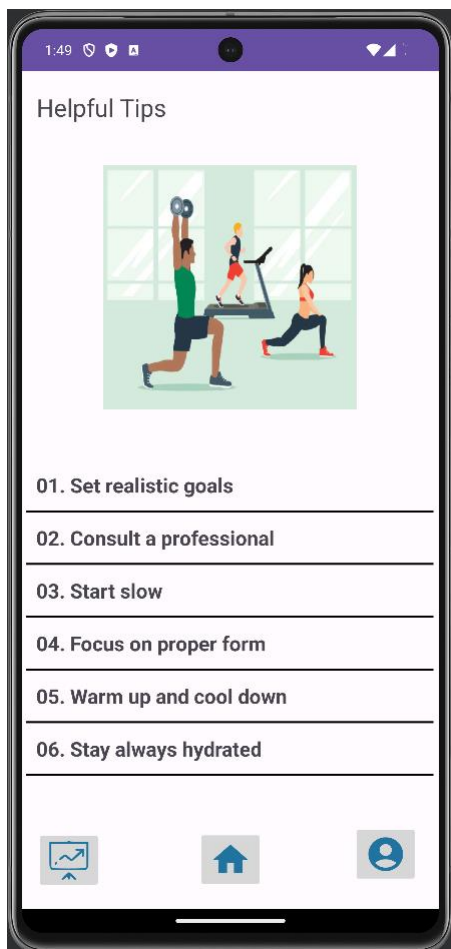 1:49
Helpful Tips
01. Set realistic goals
02. Consult a professional
03. Start slow
04. Focus on proper form
05. Warm up and cool down
06. Stay always hydrated